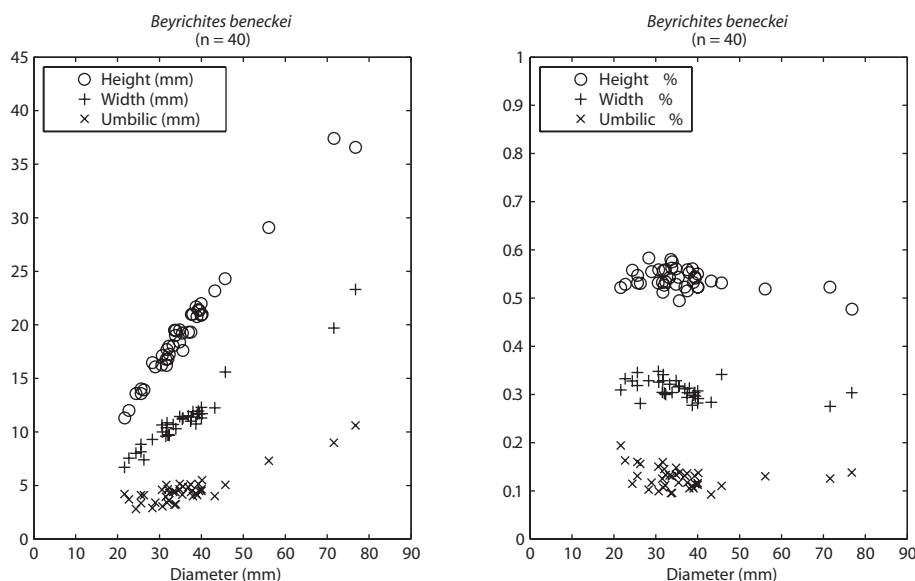 Beyrichites beneckei
(n = 40)
45
40
35
30
25
20
15
10
5
0
Height (mm)
Width (mm)
Umbilic (mm)
0 10 20 30 40 50 60 70 80 90
Diameter (mm)
Beyrichites beneckei
(n = 40)
1
0.9
0.8
0.7
0.6
0.5
0.4
0.3
0.2
0.1
0
Height %
Width %
Umbilic %
0 10 20 30 40 50 60 70 80 90
Diameter (mm)